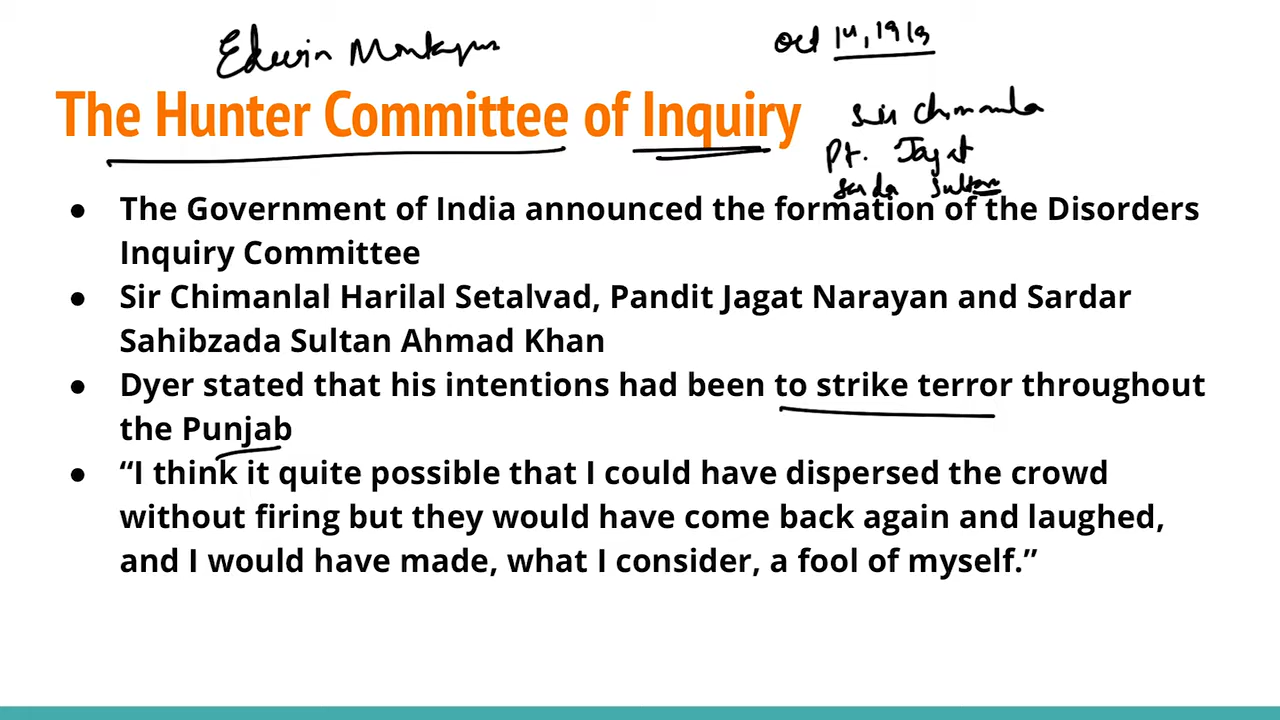 Edwin Montagu
Oct 14, 1919
The Hunter Committee of Inquiry
Sir Chimanla
Pt. Jagat
Sarda Sultan
● The Government of India announced the formation of the Disorders
Inquiry Committee
● Sir Chimanlal Harilal Setalvad, Pandit Jagat Narayan and Sardar
Sahibzada Sultan Ahmad Khan
● Dyer stated that his intentions had been to strike terror throughout
the Punjab
● “I think it quite possible that I could have dispersed the crowd
without firing but they would have come back again and laughed,
and I would have made, what I consider, a fool of myself.”